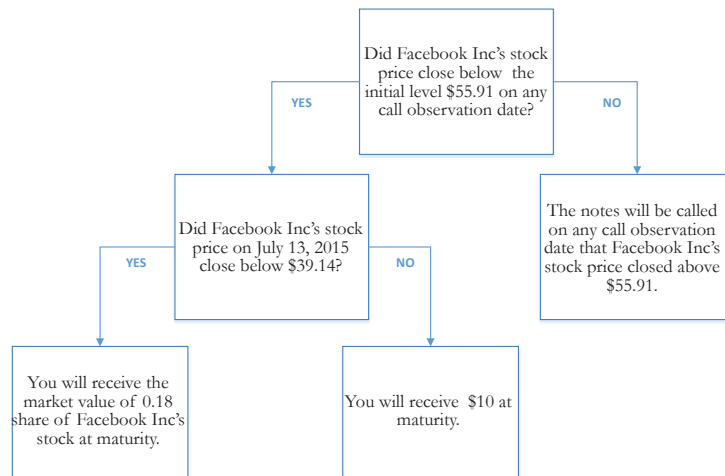 Did Facebook Inc's stock
price close below the
initial level $55.91 on any
call observation date?
YES
NO
Did Facebook Inc's stock
price on July 13, 2015
close below $39.14?
The notes will be called
on any call observation
date that Facebook Inc's
stock price closed above
$55.91.
YES
NO
You will receive the
market value of 0.18
share of Facebook Inc's
stock at maturity.
You will receive $10 at
maturity.